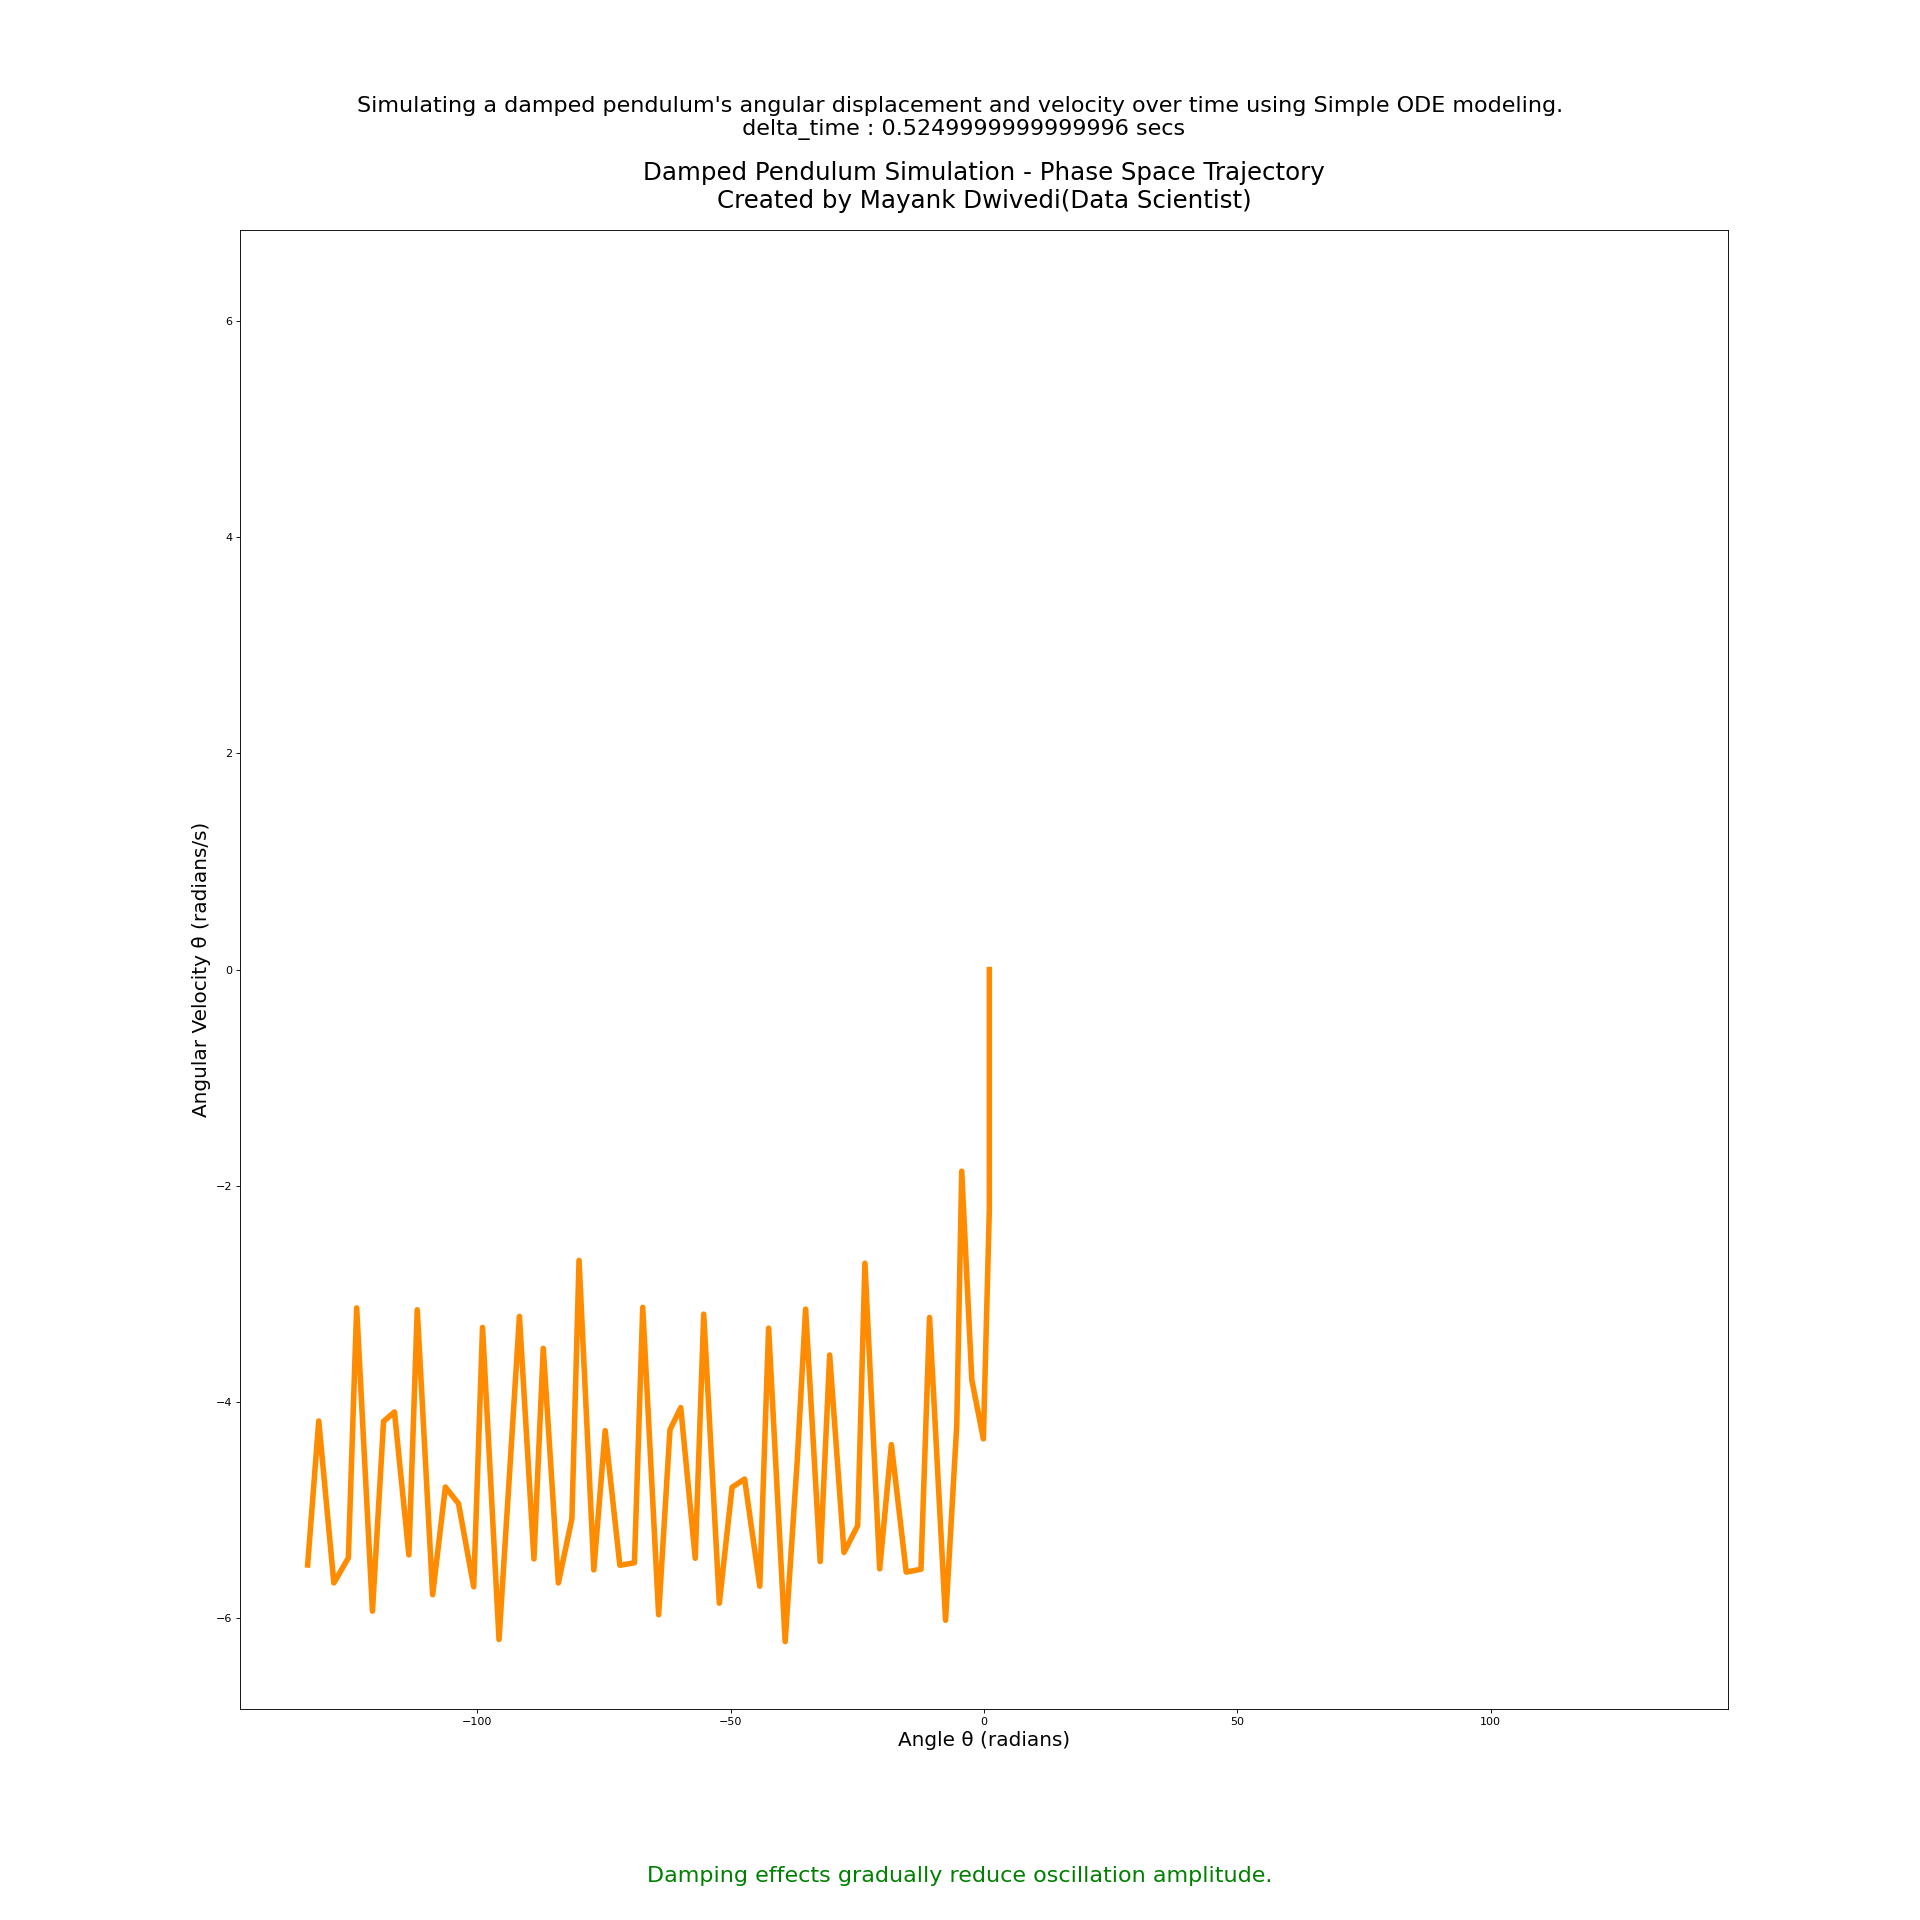 Simulating a damped pendulum's angular displacement and velocity over time using Simple ODE modeling.
delta_time : 0.5249999999999996 secs
Damped Pendulum Simulation - Phase Space Trajectory
Created by Mayank Dwivedi(Data Scientist)
6
4
2
0
−2
−4
−6
Angular Velocity θ̇ (radians/s)
−100
−50
0
50
100
Angle θ (radians)
Damping effects gradually reduce oscillation amplitude.